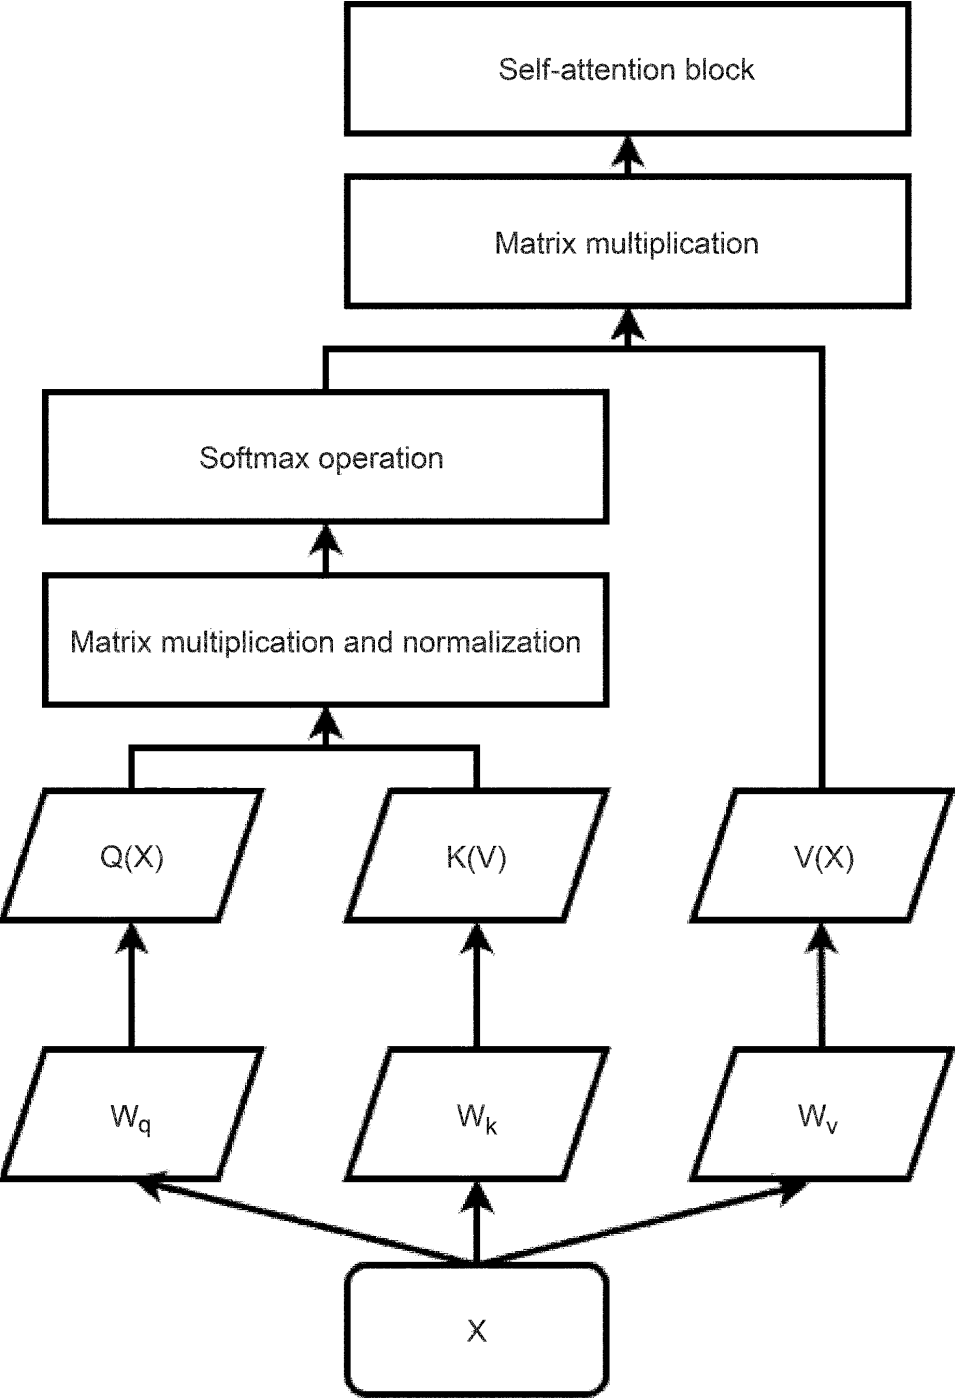 Self-attention block
Matrix multiplication
Softmax operation
Matrix multiplication and normalization
Q(X)
K(V)
V(X)
Wq
Wk
Wv
X